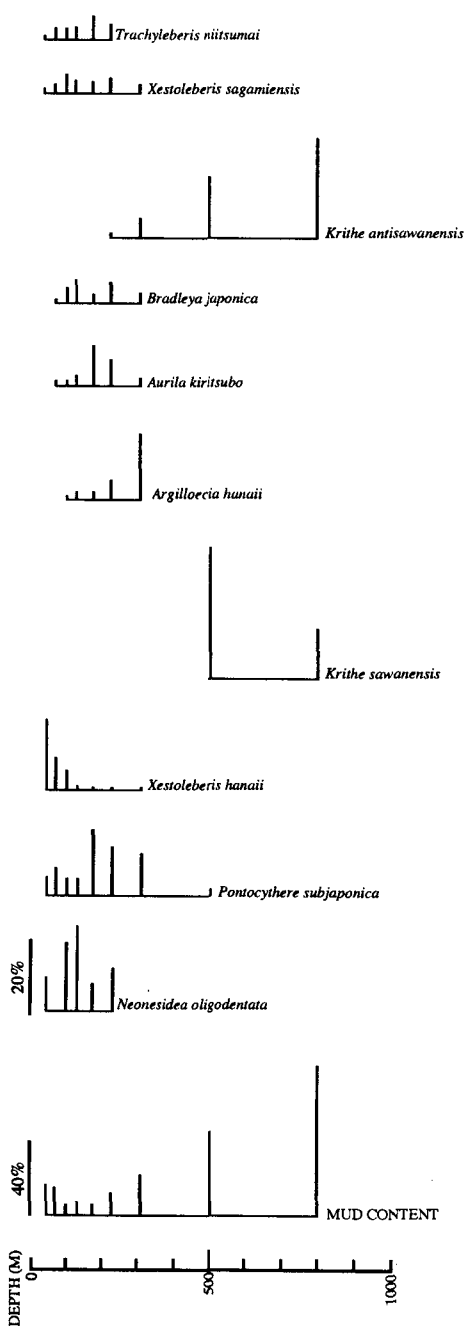 Trachyleberis niitsumai
Xestoleberis sagamiensis
Krithe antisawanensis
Bradleya japonica
Aurila kiritsubo
Argilloecia hanaii
Krithe sawanensis
Xestoleberis hanaii
Pontocythere subjaponica
20%
Neonesidea oligodentata
40%
MUD CONTENT
DEPTH (M)
0
500
1000